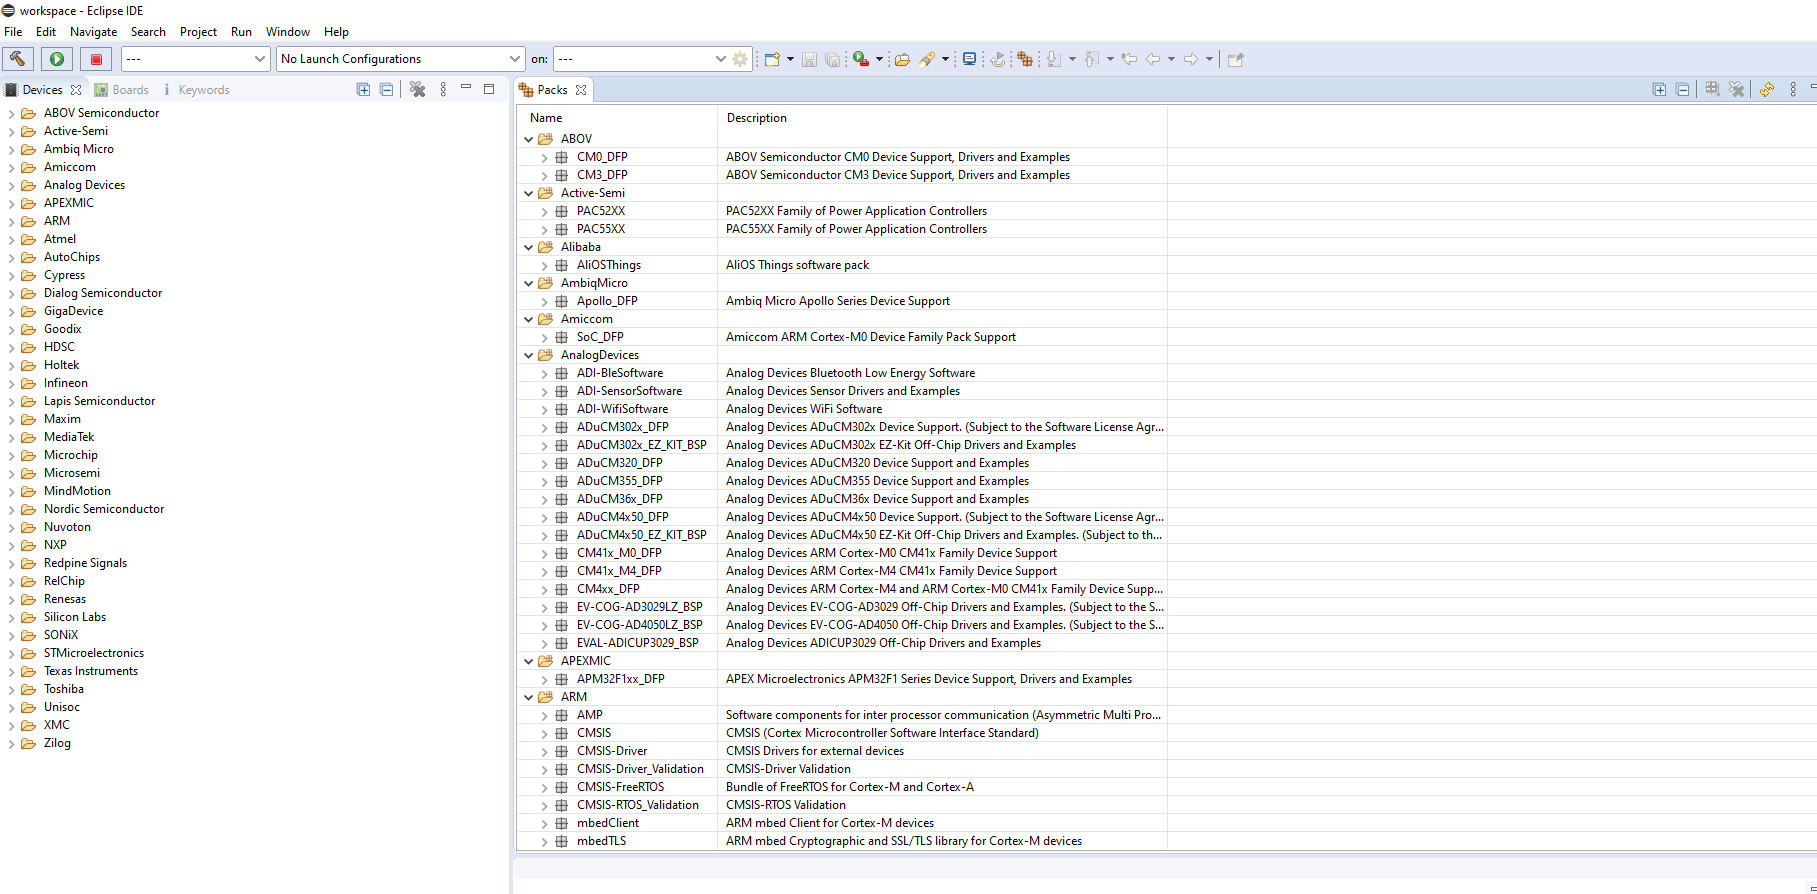 workspace - Eclipse IDE
File Edit Navigate Search Project Run Window Help
--- No Launch Configurations on: ---
Devices Boards Keywords
ABOV Semiconductor
Active-Semi
Ambiq Micro
Amiccom
Analog Devices
APEXMIC
ARM
Atmel
AutoChips
Cypress
Dialog Semiconductor
GigaDevice
Goodix
HDSC
Holtek
Infineon
Lapis Semiconductor
Maxim
MediaTek
Microchip
Microsemi
MindMotion
Nordic Semiconductor
Nuvoton
NXP
Redpine Signals
RelChip
Renesas
Silicon Labs
SONiX
STMicroelectronics
Texas Instruments
Toshiba
Unisoc
XMC
Zilog
Packs
Name Description
ABOV
CM0_DFP ABOV Semiconductor CM0 Device Support, Drivers and Examples
CM3_DFP ABOV Semiconductor CM3 Device Support, Drivers and Examples
Active-Semi
PAC52XX PAC52XX Family of Power Application Controllers
PAC55XX PAC55XX Family of Power Application Controllers
Alibaba
AliOSThings AliOS Things software pack
AmbiqMicro
Apollo_DFP Ambiq Micro Apollo Series Device Support
Amiccom
SoC_DFP Amiccom ARM Cortex-M0 Device Family Pack Support
AnalogDevices
ADI-BleSoftware Analog Devices Bluetooth Low Energy Software
ADI-SensorSoftware Analog Devices Sensor Drivers and Examples
ADI-WifiSoftware Analog Devices WiFi Software
ADuCM302x_DFP Analog Devices ADuCM302x Device Support. (Subject to the Software License Agr...
ADuCM302x_EZ_KIT_BSP Analog Devices ADuCM302x EZ-Kit Off-Chip Drivers and Examples
ADuCM320_DFP Analog Devices ADuCM320 Device Support and Examples
ADuCM355_DFP Analog Devices ADuCM355 Device Support and Examples
ADuCM36x_DFP Analog Devices ADuCM36x Device Support and Examples
ADuCM4x50_DFP Analog Devices ADuCM4x50 Device Support. (Subject to the Software License Agr...
ADuCM4x50_EZ_KIT_BSP Analog Devices ADuCM4x50 EZ-Kit Off-Chip Drivers and Examples. (Subject to th...
CM41x_M0_DFP Analog Devices ARM Cortex-M0 CM41x Family Device Support
CM41x_M4_DFP Analog Devices ARM Cortex-M4 CM41x Family Device Support
CM4xx_DFP Analog Devices ARM Cortex-M4 and ARM Cortex-M0 CM41x Family Device Supp...
EV-COG-AD3029LZ_BSP Analog Devices EV-COG-AD3029 Off-Chip Drivers and Examples. (Subject to the S...
EV-COG-AD4050LZ_BSP Analog Devices EV-COG-AD4050 Off-Chip Drivers and Examples. (Subject to the S...
EVAL-ADICUP3029_BSP Analog Devices ADICUP3029 Off-Chip Drivers and Examples
APEXMIC
APM32F1xx_DFP APEX Microelectronics APM32F1 Series Device Support, Drivers and Examples
ARM
AMP Software components for inter processor communication (Asymmetric Multi Pro...
CMSIS CMSIS (Cortex Microcontroller Software Interface Standard)
CMSIS-Driver CMSIS Drivers for external devices
CMSIS-Driver_Validation CMSIS-Driver Validation
CMSIS-FreeRTOS Bundle of FreeRTOS for Cortex-M and Cortex-A
CMSIS-RTOS_Validation CMSIS-RTOS Validation
mbedClient ARM mbed Client for Cortex-M devices
mbedTLS ARM mbed Cryptographic and SSL/TLS library for Cortex-M devices